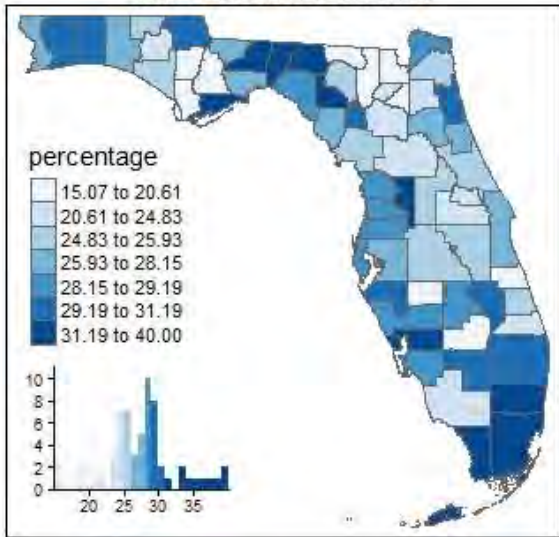 percentage
15.07 to 20.61
20.61 to 24.83
24.83 to 25.93
25.93 to 28.15
28.15 to 29.19
29.19 to 31.19
31.19 to 40.00
10
8
6
4
2
0
20 25 30 35